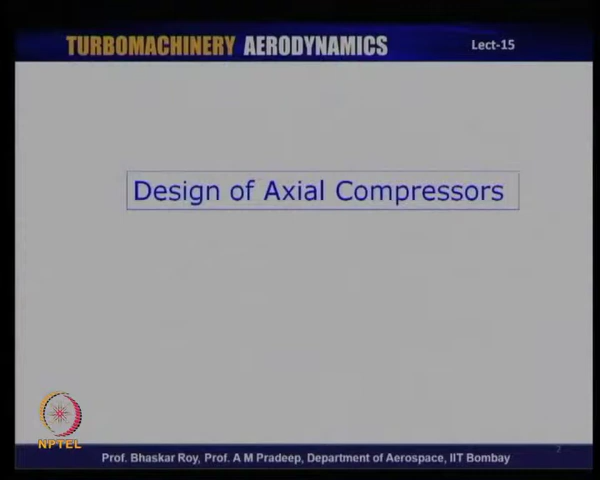 TURBOMACHINERY AERODYNAMICS
Lect-15
Design of Axial Compressors
NPTEL
Prof. Bhaskar Roy, Prof. A M Pradeep, Department of Aerospace, IIT Bombay
2